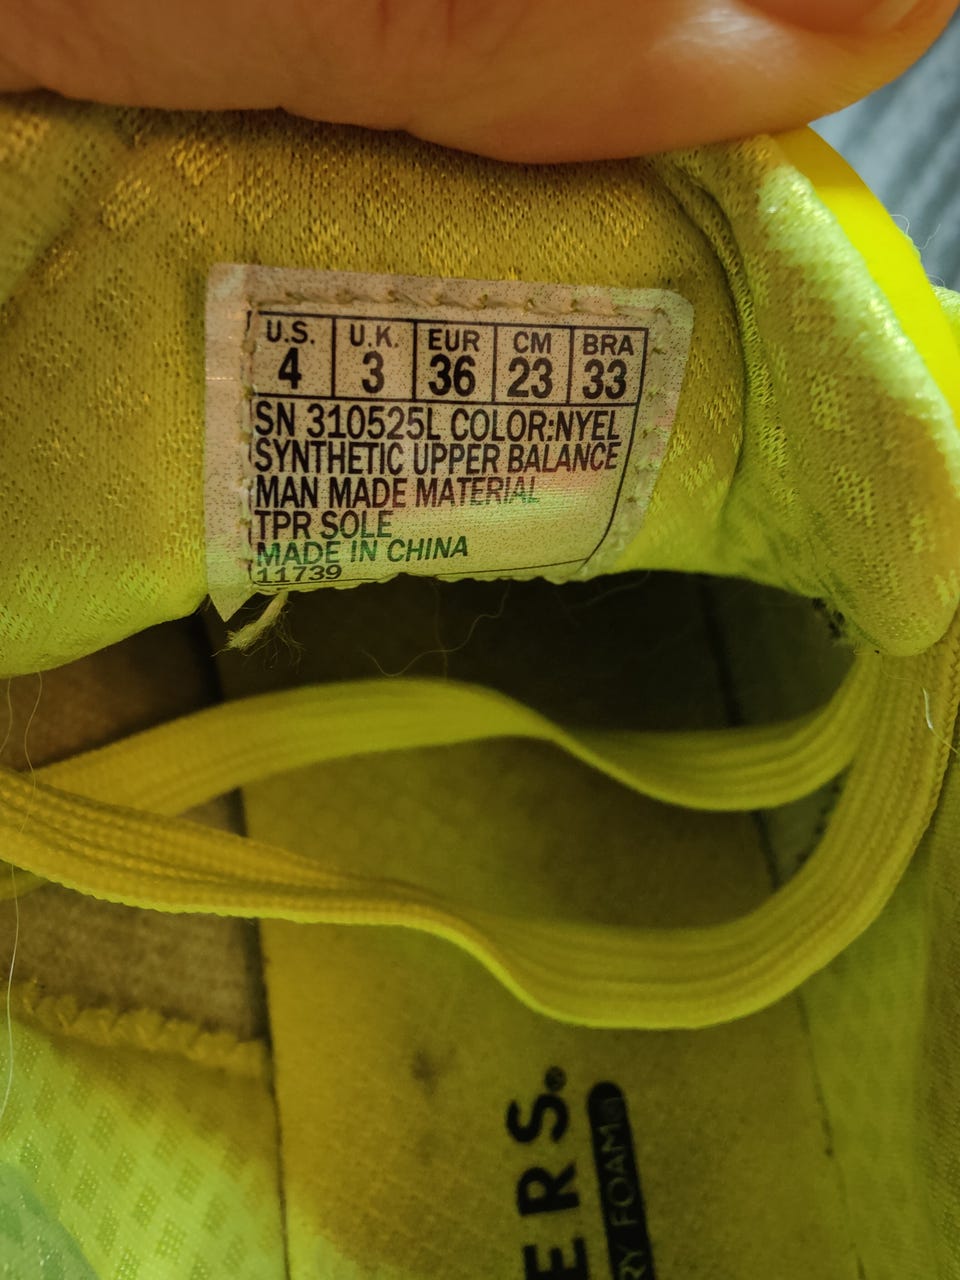 U.S. U.K. EUR CM BRA
4 3 36 23 33
SN 310525L COLOR:NYEL
SYNTHETIC UPPER BALANCE
MAN MADE MATERIAL
TPR SOLE
MADE IN CHINA
11739
ERS®
RY FOAM